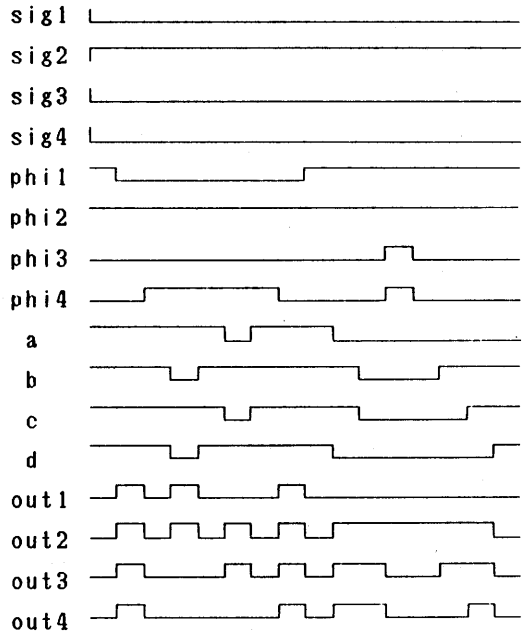 sig1
sig2
sig3
sig4
phi1
phi2
phi3
phi4
a
b
c
d
out1
out2
out3
out4